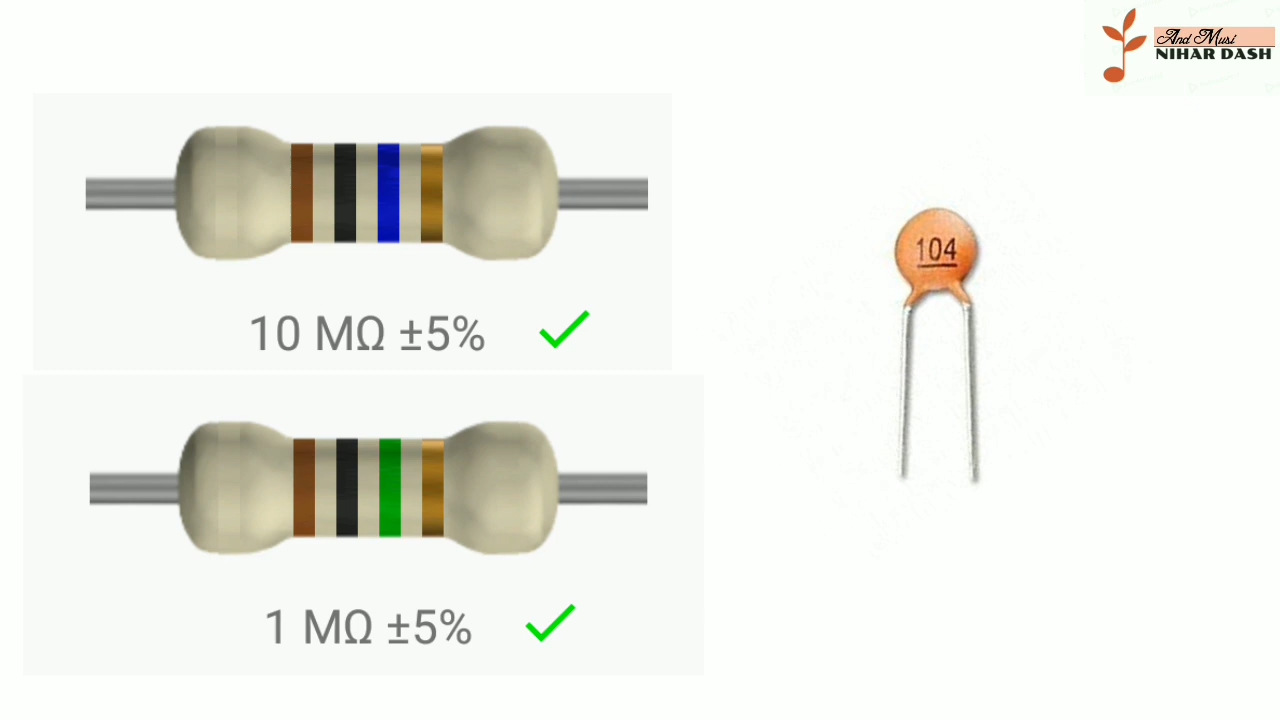 And Musi
NIHAR DASH
104
10 MΩ ±5%
1 MΩ ±5%